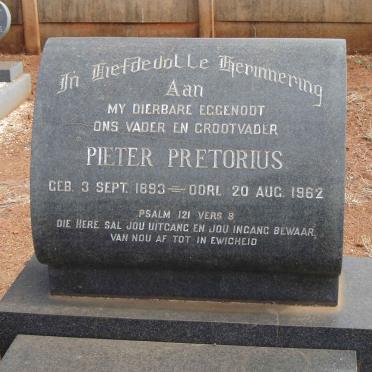 In Liefdevolle Herinnering
Aan
MY DIERBARE EGGENODT
ONS VADER EN GROOTVADER
PIETER PRETORIUS
GEB. 3 SEPT. 1893 — OORL 20 AUG. 1962
PSALM 121 VERS 8
DIE HERE SAL JOU UITGANG EN JOU INGANG BEWAAR,
VAN NOU AF TOT IN EWIGHEID